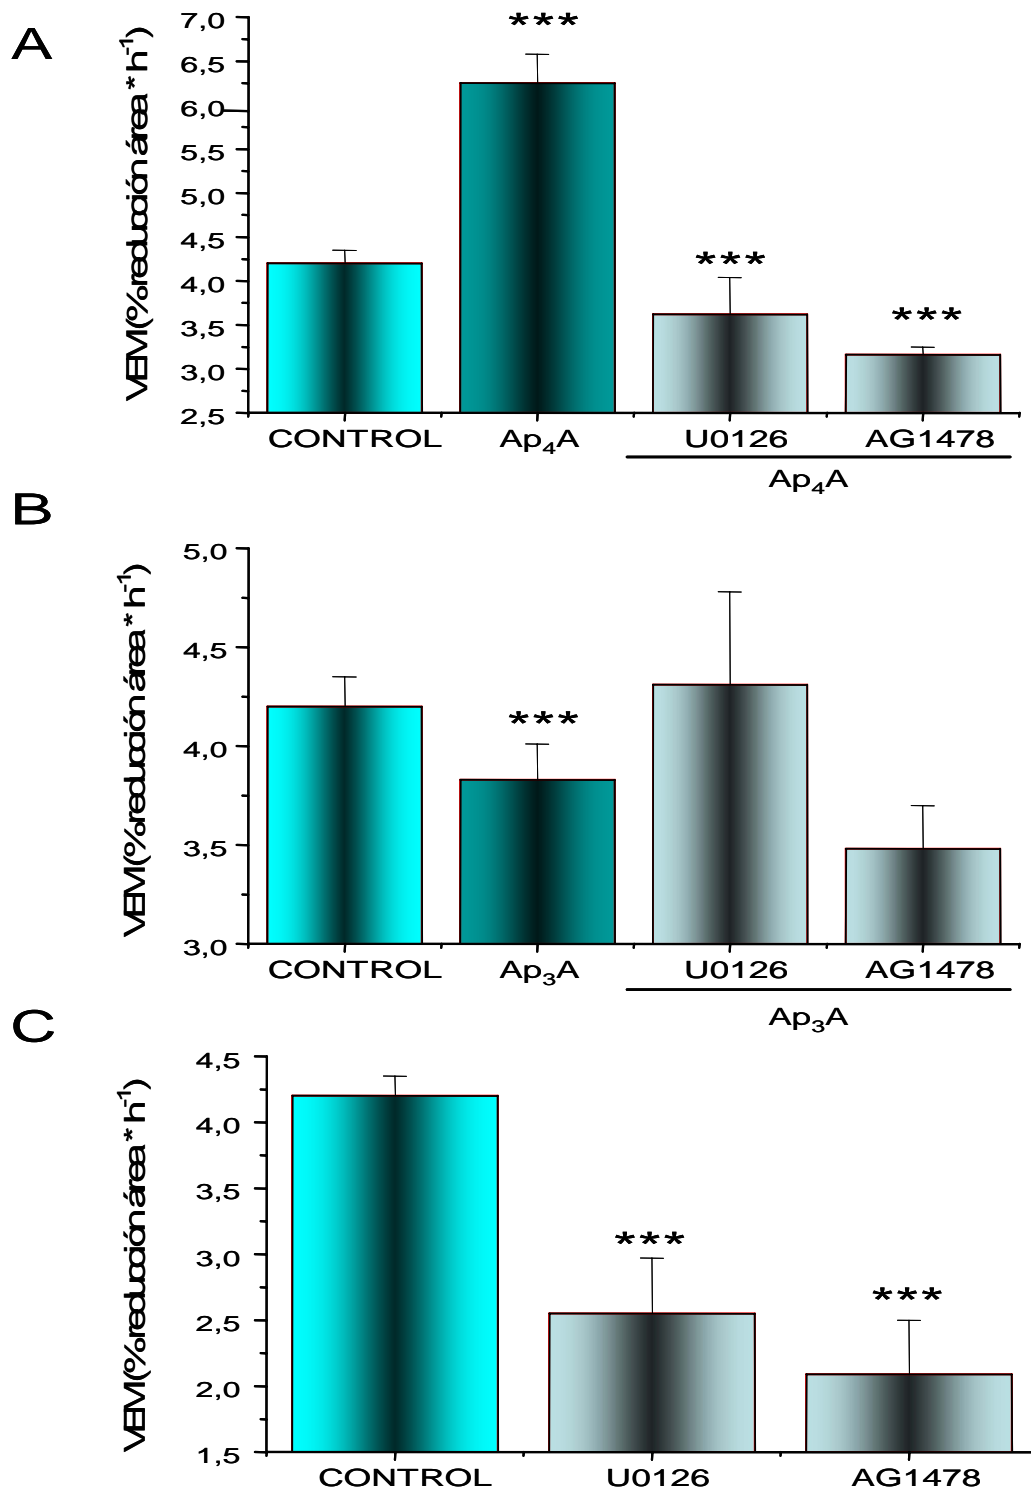 A
VEM (% reducción área * h-1)
7,0
6,5
6,0
5,5
5,0
4,5
4,0
3,5
3,0
2,5
***
***
***
CONTROL Ap4A U0126 AG1478
Ap4A
B
VEM (% reducción área * h-1)
5,0
4,5
4,0
3,5
3,0
***
CONTROL Ap3A U0126 AG1478
Ap3A
C
VEM (% reducción área * h-1)
4,5
4,0
3,5
3,0
2,5
2,0
1,5
***
***
CONTROL U0126 AG1478